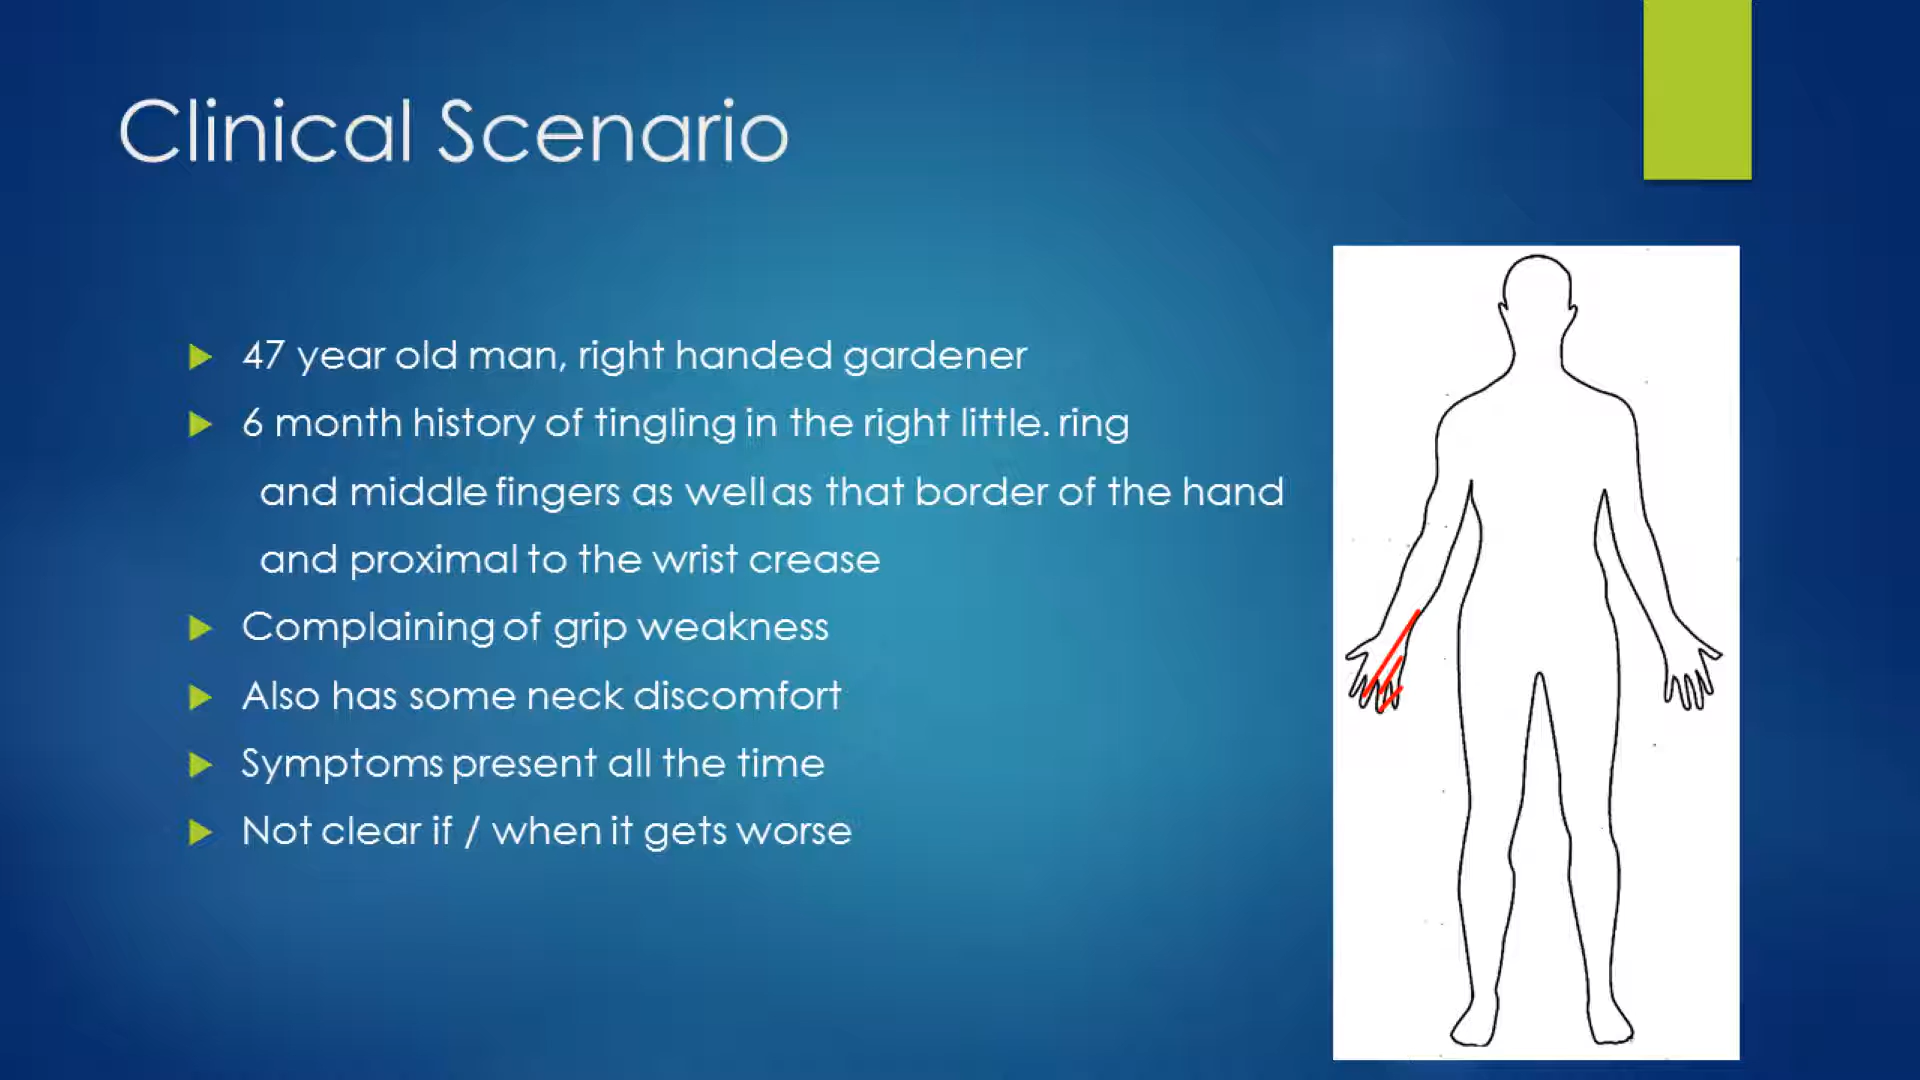 Clinical Scenario
47 year old man, right handed gardener
6 month history of tingling in the right little. ring
and middle fingers as well as that border of the hand
and proximal to the wrist crease
Complaining of grip weakness
Also has some neck discomfort
Symptoms present all the time
Not clear if / when it gets worse